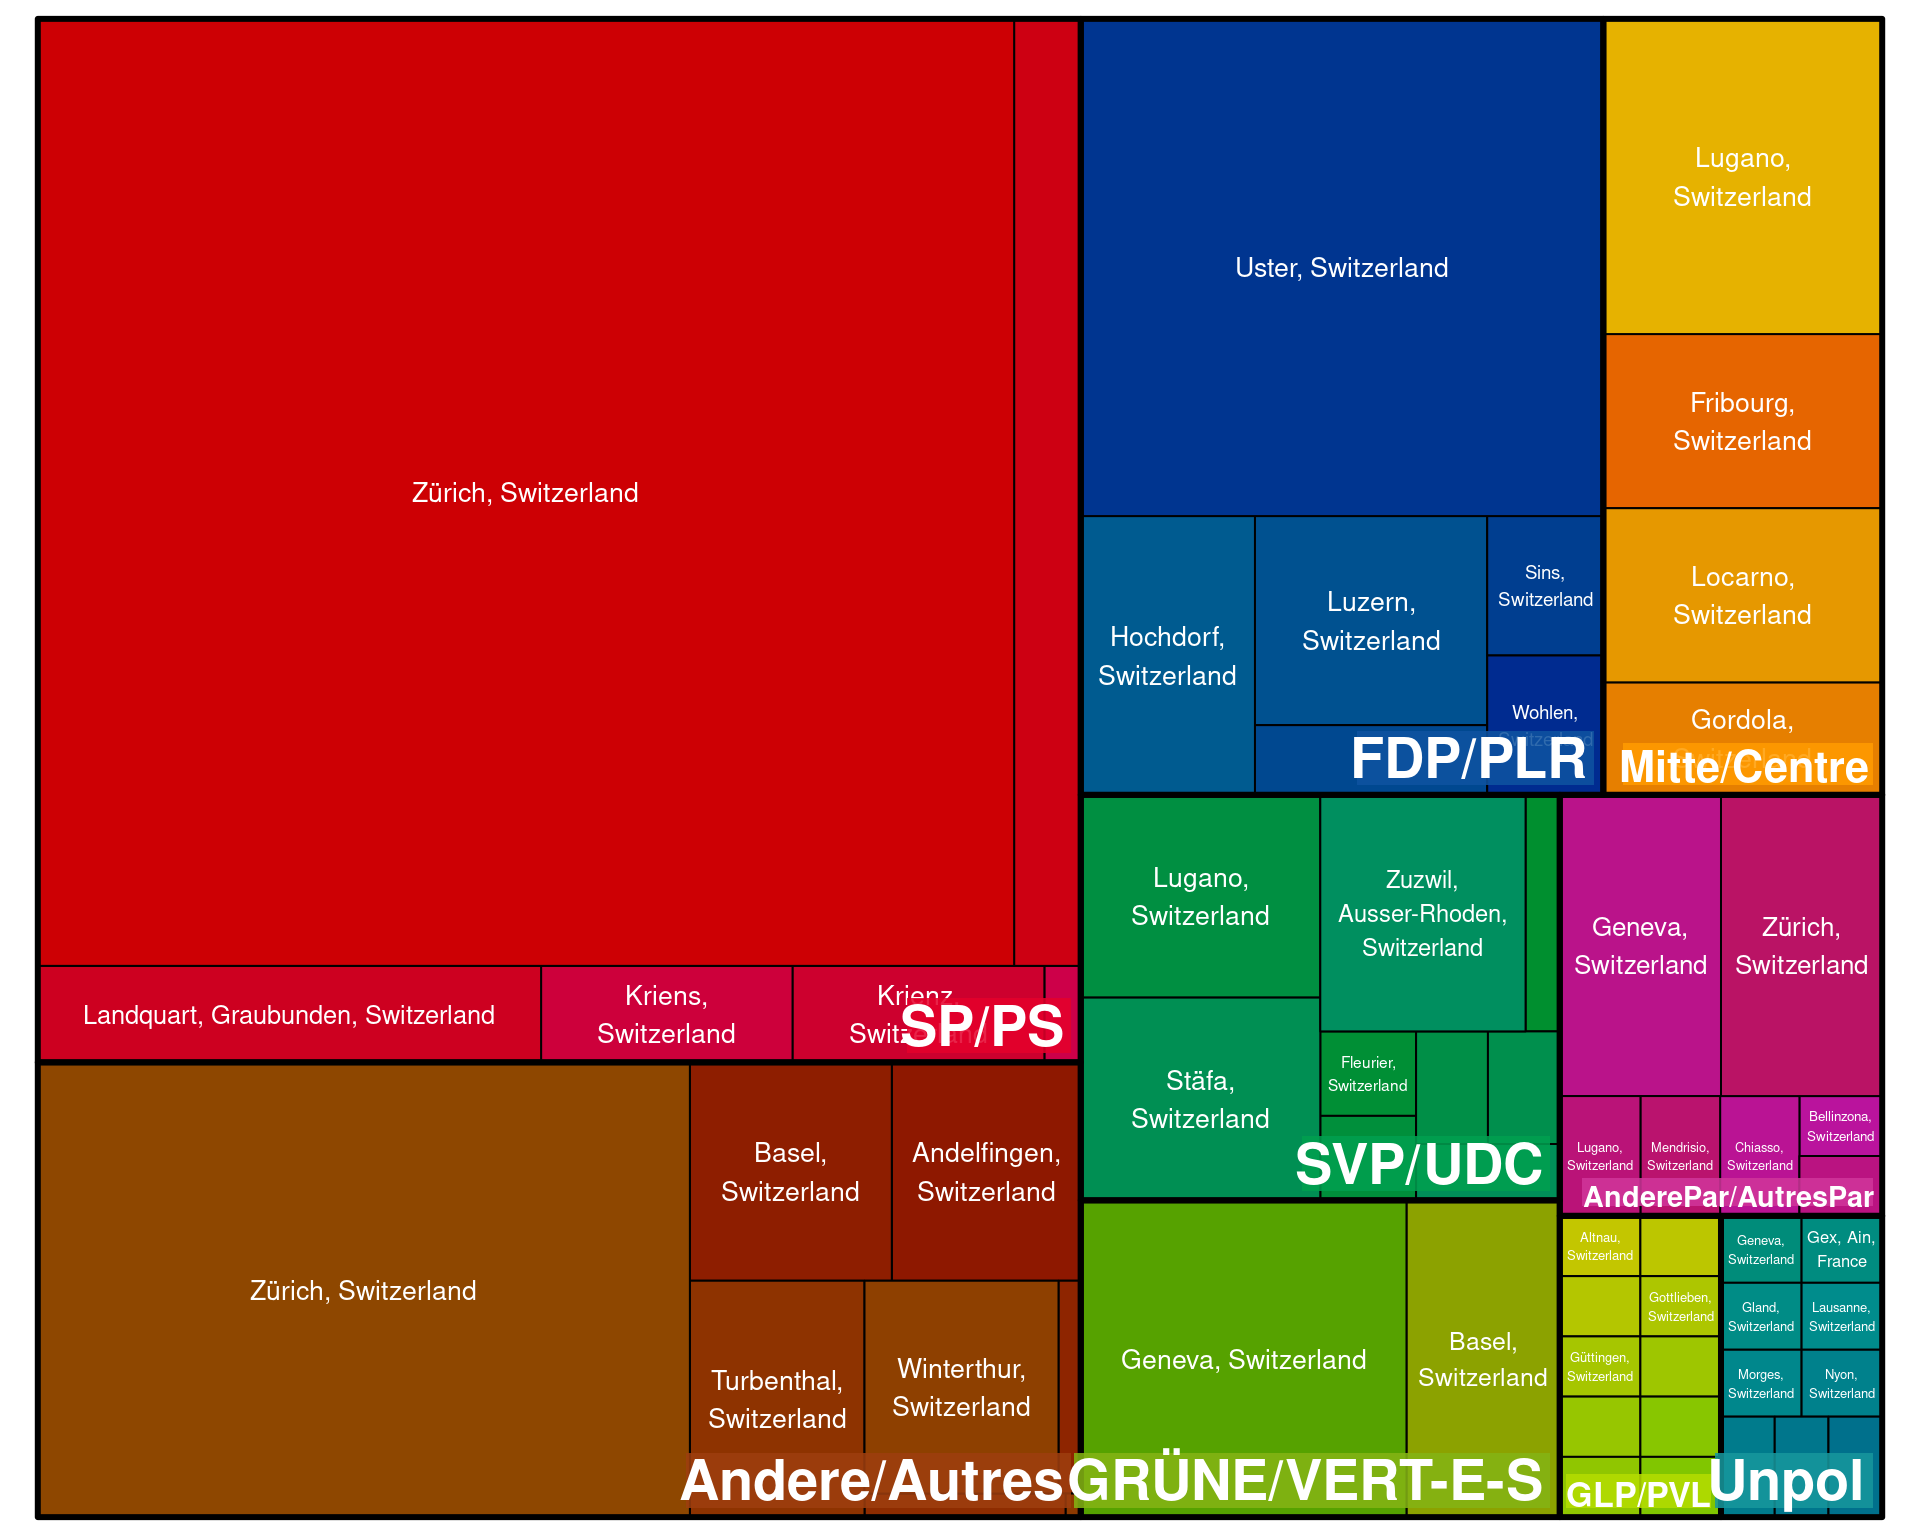 Zürich, Switzerland
Landquart, Graubunden, Switzerland
Kriens,
Switzerland
Krienz,
Switzerland
SP/PS
Zürich, Switzerland
Basel,
Switzerland
Andelfingen,
Switzerland
Turbenthal,
Switzerland
Winterthur,
Switzerland
Andere/Autres
Uster, Switzerland
Hochdorf,
Switzerland
Luzern,
Switzerland
Sins,
Switzerland
Wohlen,
Switzerland
FDP/PLR
Lugano,
Switzerland
Fribourg,
Switzerland
Locarno,
Switzerland
Gordola,
Switzerland
Mitte/Centre
Lugano,
Switzerland
Zuzwil,
Ausser-Rhoden,
Switzerland
Stäfa,
Switzerland
Fleurier,
Switzerland
SVP/UDC
Geneva,
Switzerland
Zürich,
Switzerland
Lugano,
Switzerland
Mendrisio,
Switzerland
Chiasso,
Switzerland
Bellinzona,
Switzerland
AnderePar/AutresPar
Geneva, Switzerland
Basel,
Switzerland
GRÜNE/VERT-E-S
Altnau,
Switzerland
Gottlieben,
Switzerland
Güttingen,
Switzerland
GLP/PVL
Geneva,
Switzerland
Gex, Ain,
France
Gland,
Switzerland
Lausanne,
Switzerland
Morges,
Switzerland
Nyon,
Switzerland
Unpol